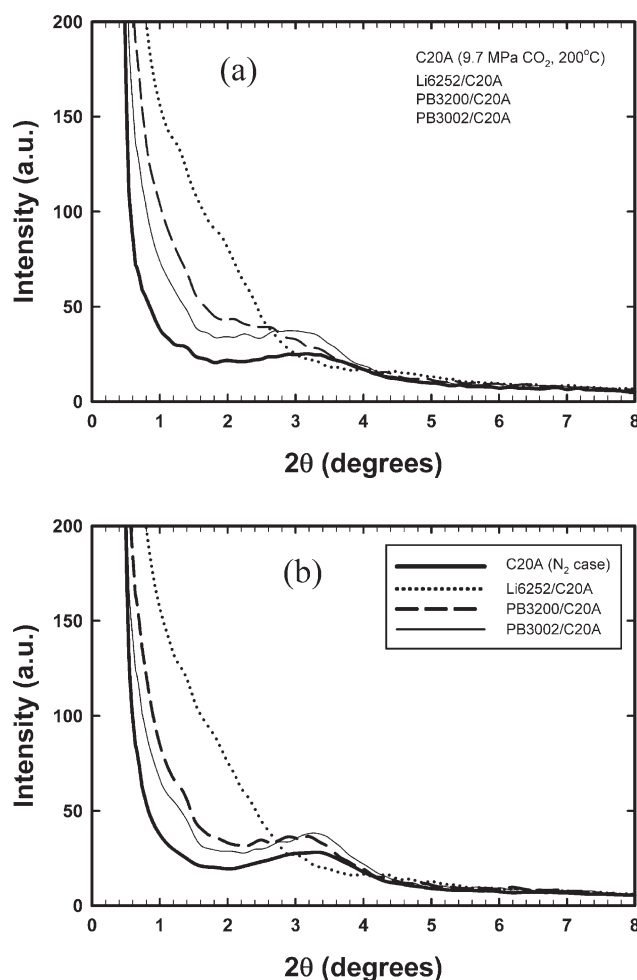 200
150
100
50
0
Intensity (a.u.)
(a)
C20A (9.7 MPa CO₂, 200°C)
Li6252/C20A
PB3200/C20A
PB3002/C20A
0 1 2 3 4 5 6 7 8
2θ (degrees)
200
150
100
50
0
Intensity (a.u.)
(b)
C20A (N₂ case)
Li6252/C20A
PB3200/C20A
PB3002/C20A
0 1 2 3 4 5 6 7 8
2θ (degrees)